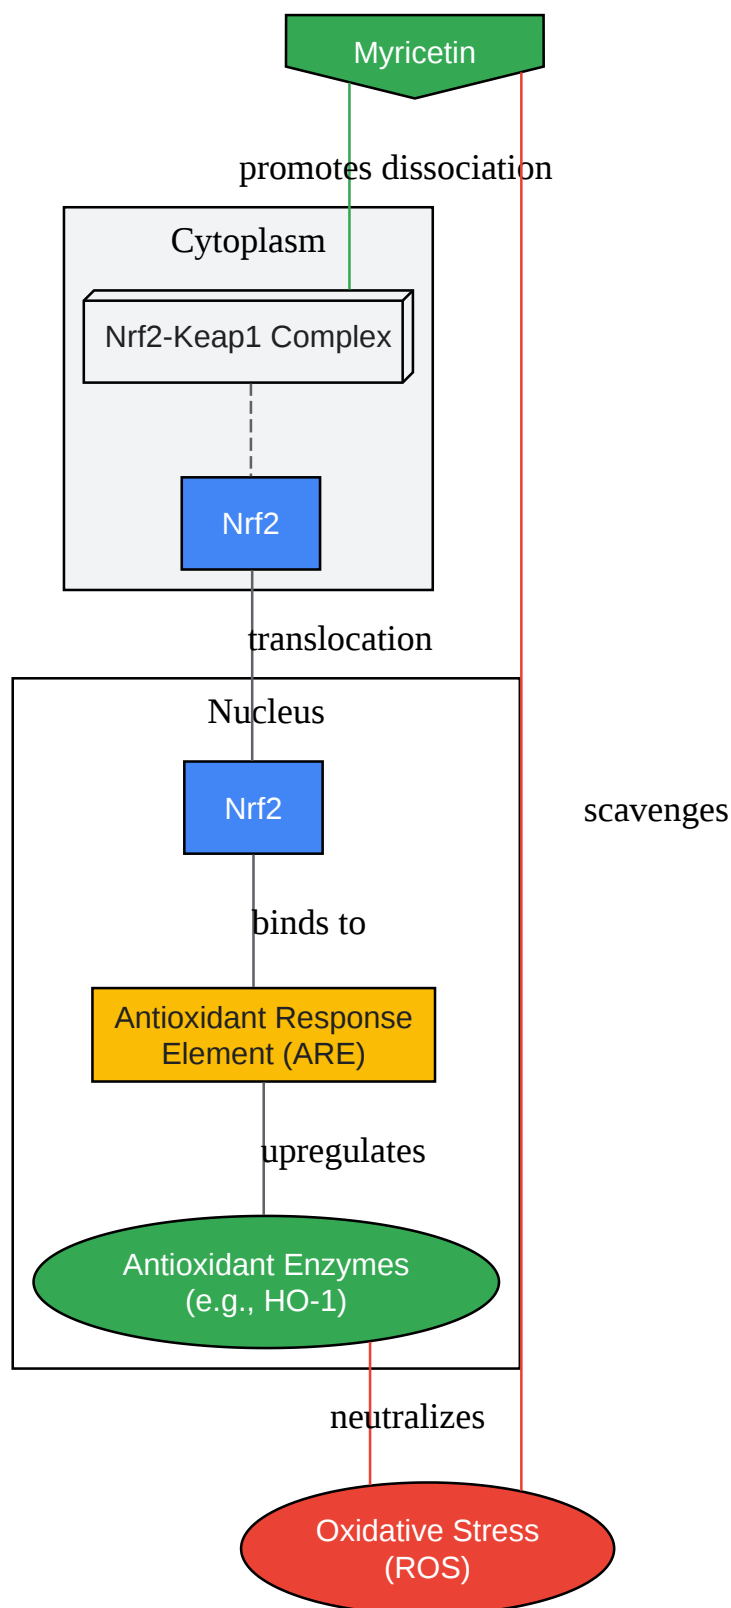 Myricetin
promotes dissociation
Cytoplasm
Nrf2-Keap1 Complex
Nrf2
translocation
Nucleus
Nrf2
scavenges
binds to
Antioxidant Response
Element (ARE)
upregulates
Antioxidant Enzymes
(e.g., HO-1)
neutralizes
Oxidative Stress
(ROS)